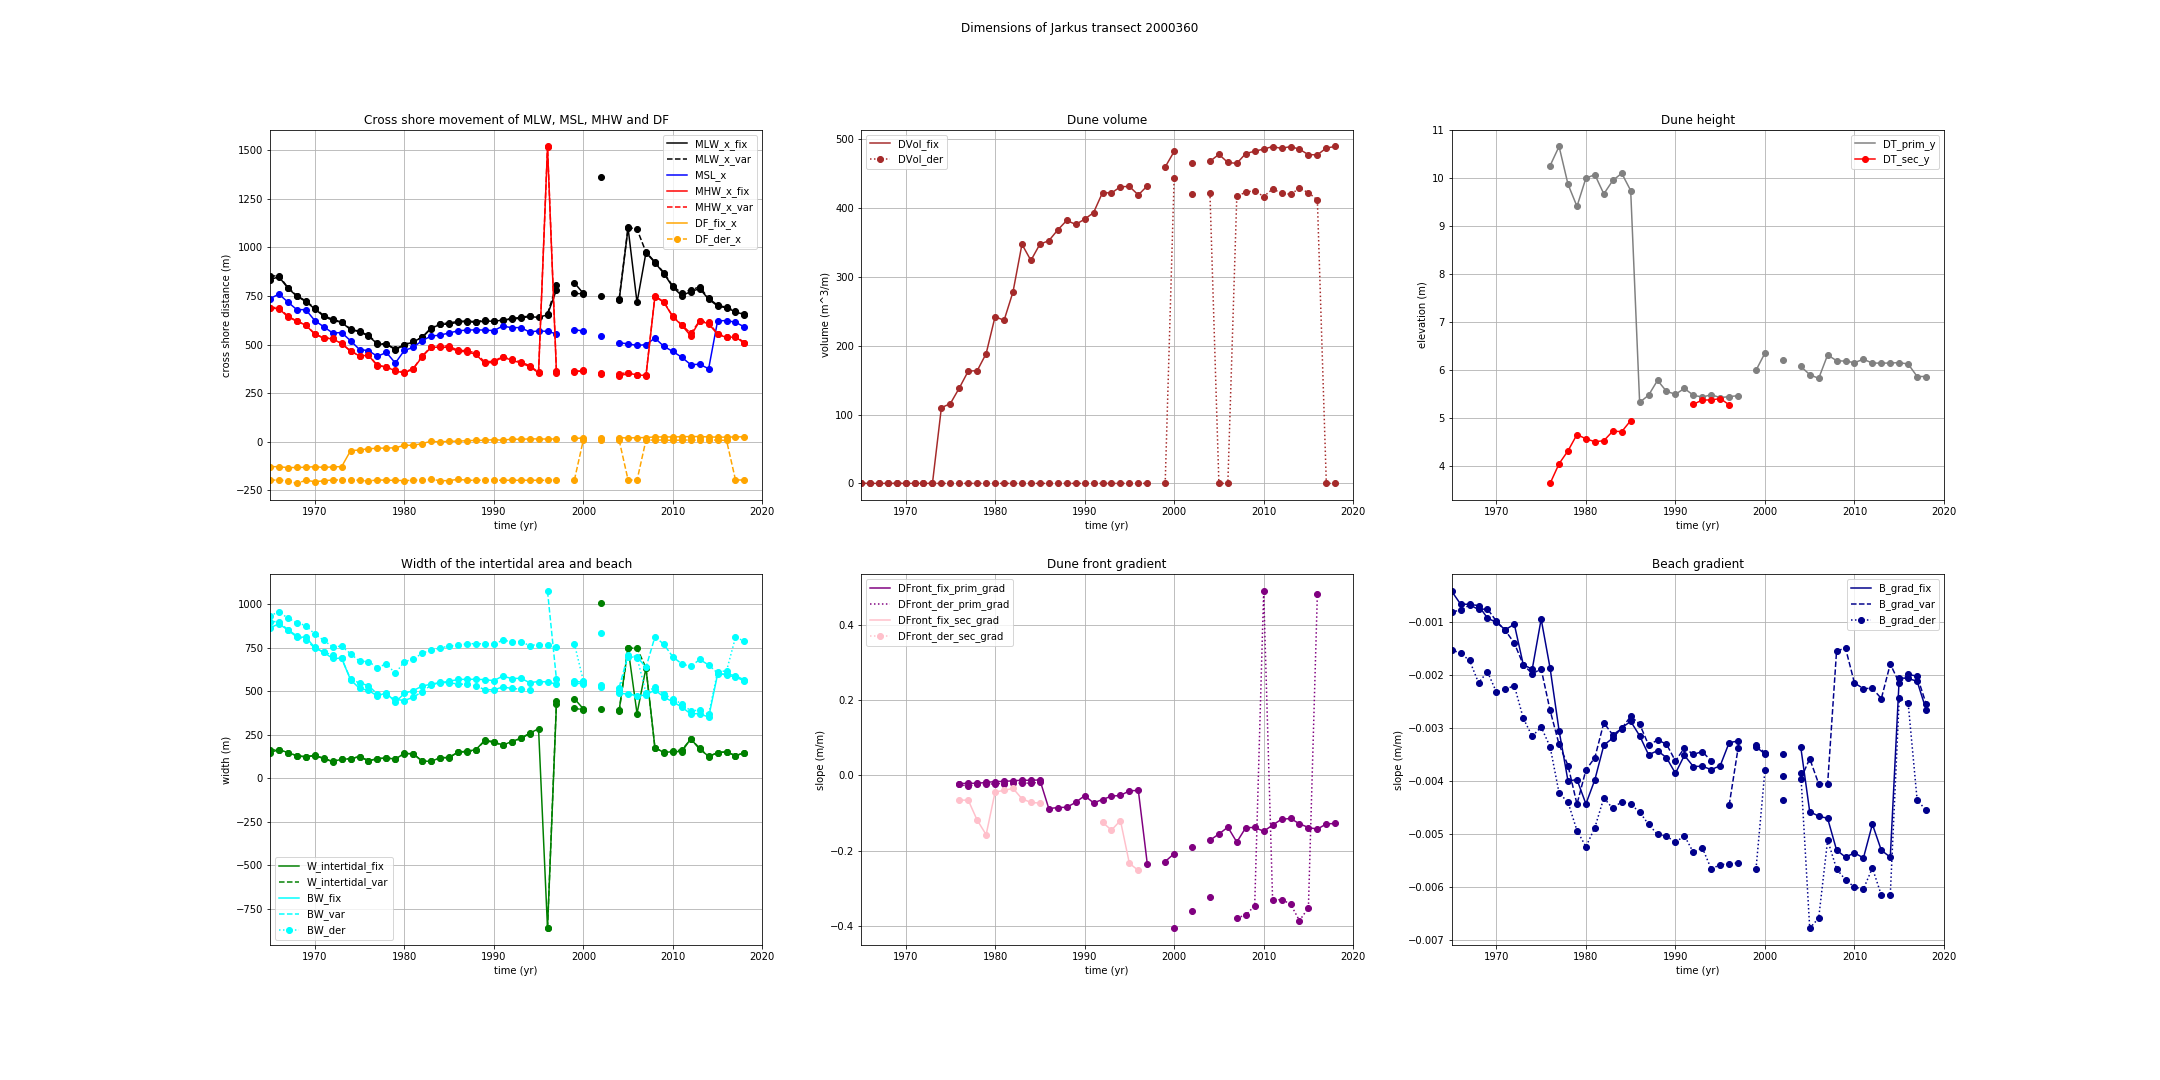 Dimensions of Jarkus transect 2000360
Cross shore movement of MLW, MSL, MHW and DF
cross shore distance (m)
1500
1250
1000
750
500
250
0
−250
1970 1980 1990 2000 2010 2020
time (yr)
MLW_x_fix
MLW_x_var
MSL_x
MHW_x_fix
MHW_x_var
DF_fix_x
DF_der_x
Dune volume
volume (m^3/m)
500
400
300
200
100
0
1970 1980 1990 2000 2010 2020
time (yr)
DVol_fix
DVol_der
Dune height
elevation (m)
11
10
9
8
7
6
5
4
1970 1980 1990 2000 2010 2020
time (yr)
DT_prim_y
DT_sec_y
Width of the intertidal area and beach
width (m)
1000
750
500
250
0
−250
−500
−750
1970 1980 1990 2000 2010 2020
time (yr)
W_intertidal_fix
W_intertidal_var
BW_fix
BW_var
BW_der
Dune front gradient
slope (m/m)
0.4
0.2
0.0
−0.2
−0.4
1970 1980 1990 2000 2010 2020
time (yr)
DFront_fix_prim_grad
DFront_der_prim_grad
DFront_fix_sec_grad
DFront_der_sec_grad
Beach gradient
slope (m/m)
−0.001
−0.002
−0.003
−0.004
−0.005
−0.006
−0.007
1970 1980 1990 2000 2010 2020
time (yr)
B_grad_fix
B_grad_var
B_grad_der